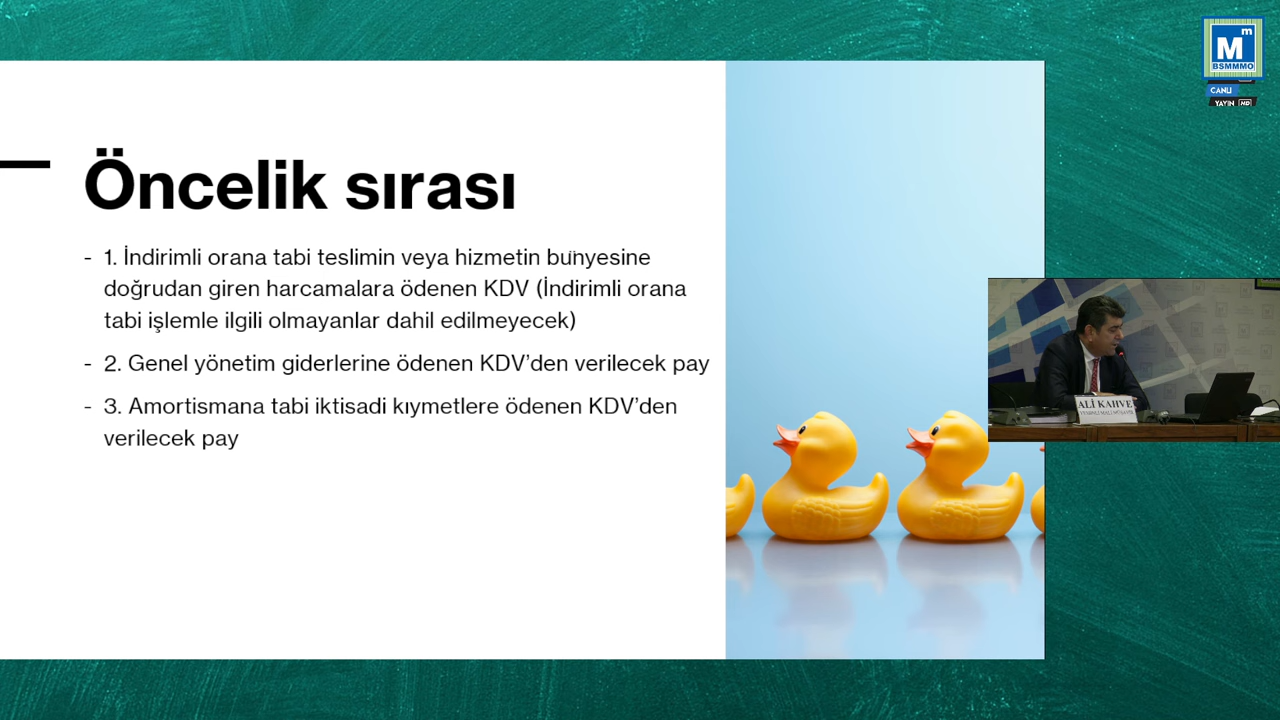 M m
BSMMMO
CANLI
YAYIN HD
Öncelik sırası
- 1. İndirimli orana tabi teslimin veya hizmetin bünyesine
doğrudan giren harcamalara ödenen KDV (İndirimli orana
tabi işlemle ilgili olmayanlar dahil edilmeyecek)
- 2. Genel yönetim giderlerine ödenen KDV’den verilecek pay
- 3. Amortismana tabi iktisadi kıymetlere ödenen KDV’den
verilecek pay
ALİ KAHVE